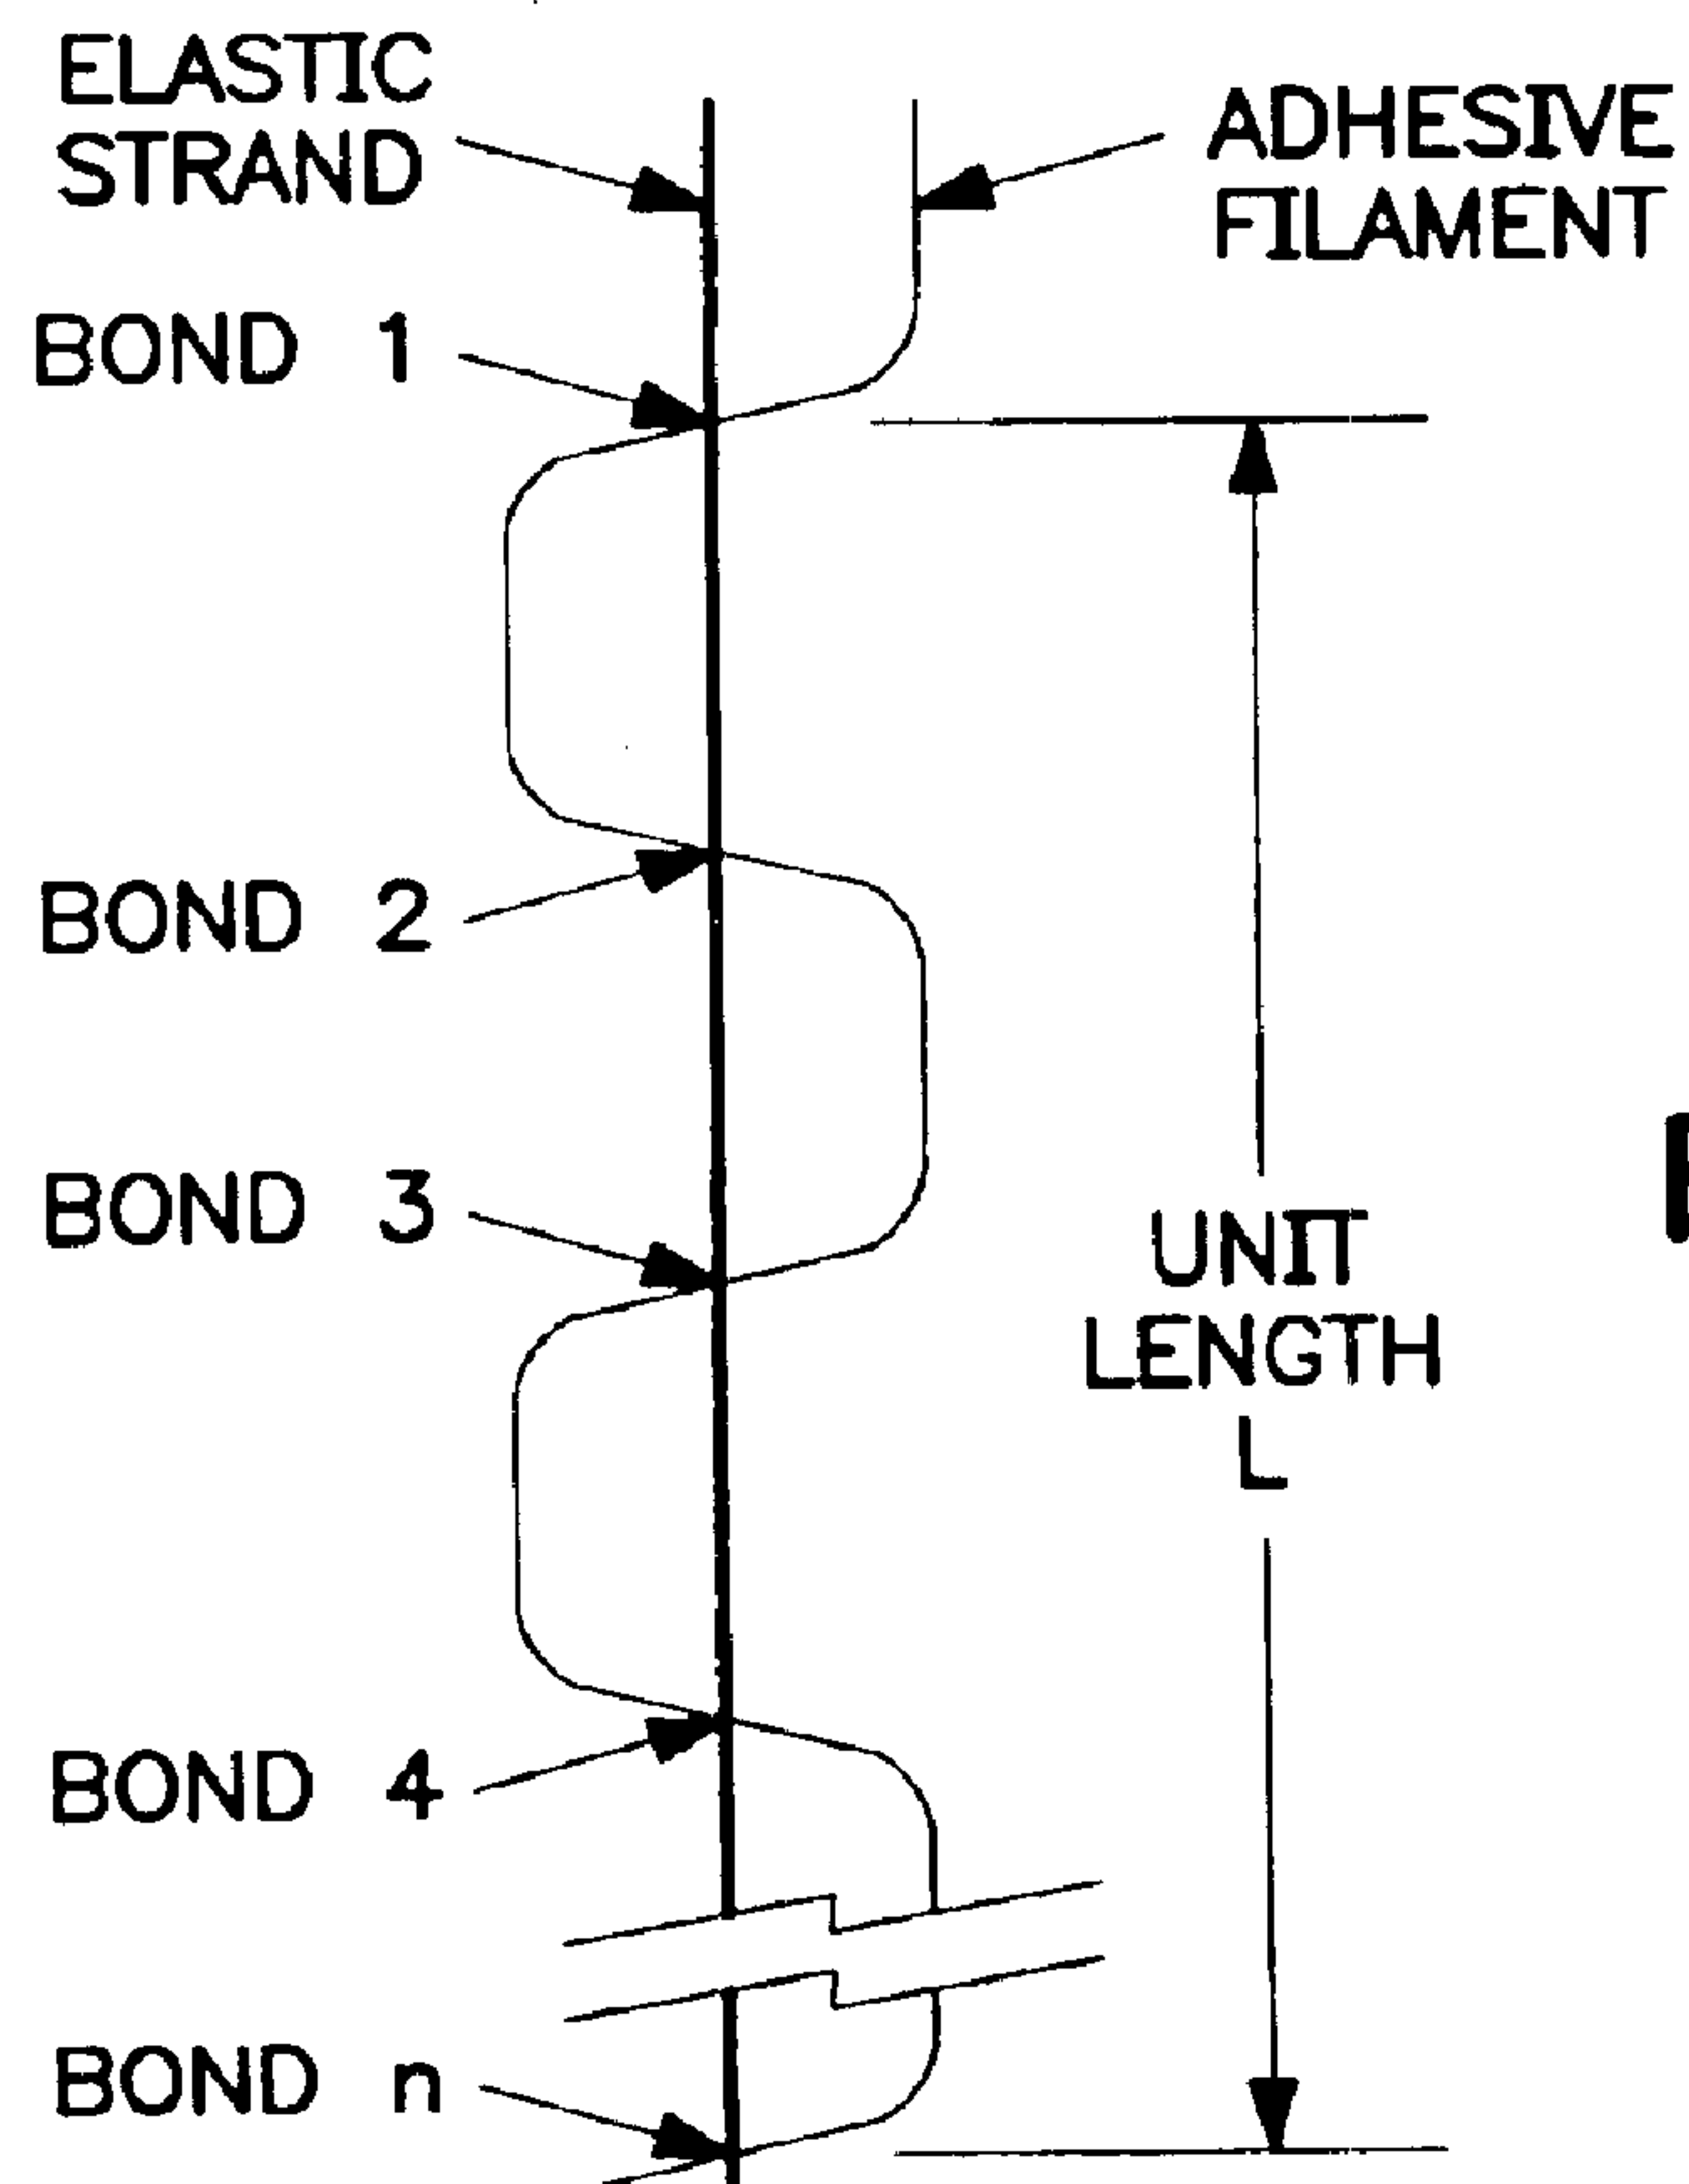 ELASTIC
STRAND
ADHESIVE
FILAMENT
BOND 1
BOND 2
BOND 3
UNIT
LENGTH
L
BOND 4
BOND n